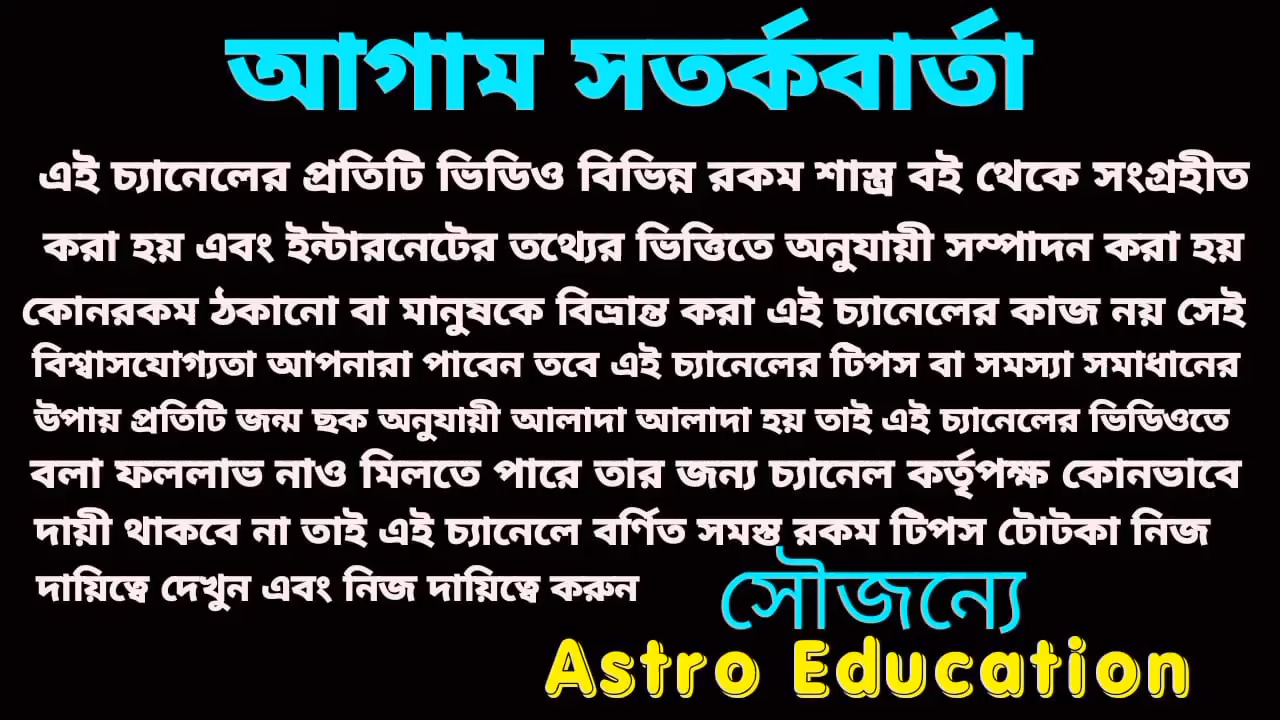 আগাম সতর্কবার্তা
এই চ্যানেলের প্রতিটি ভিডিও বিভিন্ন রকম শাস্ত্র বই থেকে সংগ্রহীত
করা হয় এবং ইন্টারনেটের তথ্যের ভিত্তিতে অনুযায়ী সম্পাদন করা হয়
কোনরকম ঠকানো বা মানুষকে বিভ্রান্ত করা এই চ্যানেলের কাজ নয় সেই
বিশ্বাসযোগ্যতা আপনারা পাবেন তবে এই চ্যানেলের টিপস বা সমস্যা সমাধানের
উপায় প্রতিটি জন্ম ছক অনুযায়ী আলাদা আলাদা হয় তাই এই চ্যানেলের ভিডিওতে
বলা ফললাভ নাও মিলতে পারে তার জন্য চ্যানেল কর্তৃপক্ষ কোনভাবে
দায়ী থাকবে না তাই এই চ্যানেলে বর্ণিত সমস্ত রকম টিপস টোটকা নিজ
দায়িত্বে দেখুন এবং নিজ দায়িত্বে করুন
সৌজন্যে
Astro Education